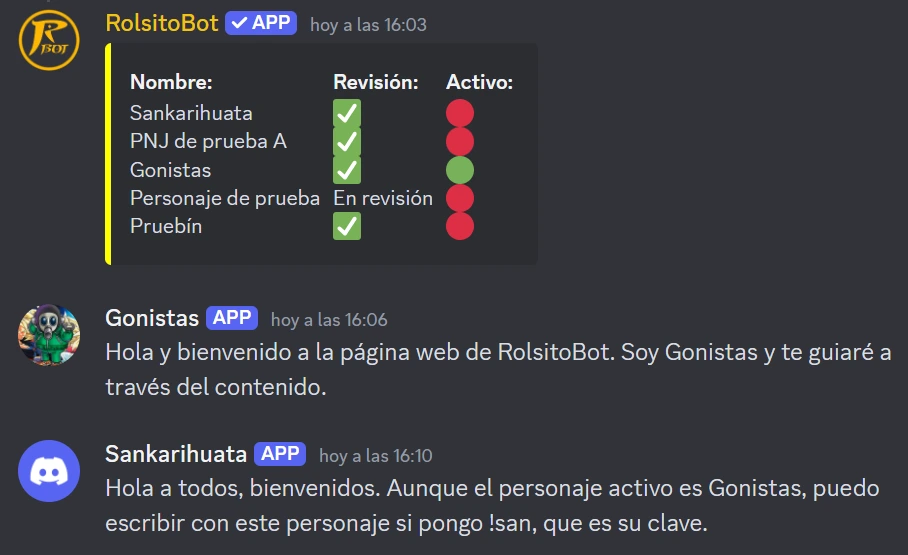 RolsitoBot ✓ APP hoy a las 16:03
R BOT
Nombre: Revisión: Activo:
Sankarihuata ✅ 🔴
PNJ de prueba A ✅ 🔴
Gonistas ✅ 🟢
Personaje de prueba En revisión 🔴
Pruebín ✅ 🔴
Gonistas APP hoy a las 16:06
Hola y bienvenido a la página web de RolsitoBot. Soy Gonistas y te guiaré a
través del contenido.
Sankarihuata APP hoy a las 16:10
Hola a todos, bienvenidos. Aunque el personaje activo es Gonistas, puedo
escribir con este personaje si pongo !san, que es su clave.